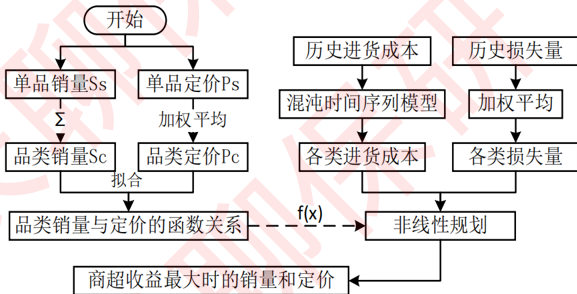 开始
单品销量Ss
单品定价Ps
历史进货成本
历史损失量
Σ
加权平均
混沌时间序列模型
加权平均
品类销量Sc
品类定价Pc
各类进货成本
各类损失量
拟合
品类销量与定价的函数关系
f(x)
非线性规划
商超收益最大时的销量和定价